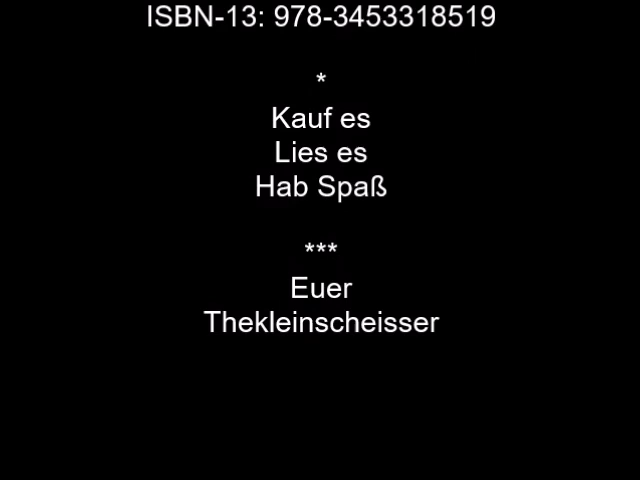 ISBN-13: 978-3453318519
*
Kauf es
Lies es
Hab Spaß
***
Euer
Thekleinscheisser